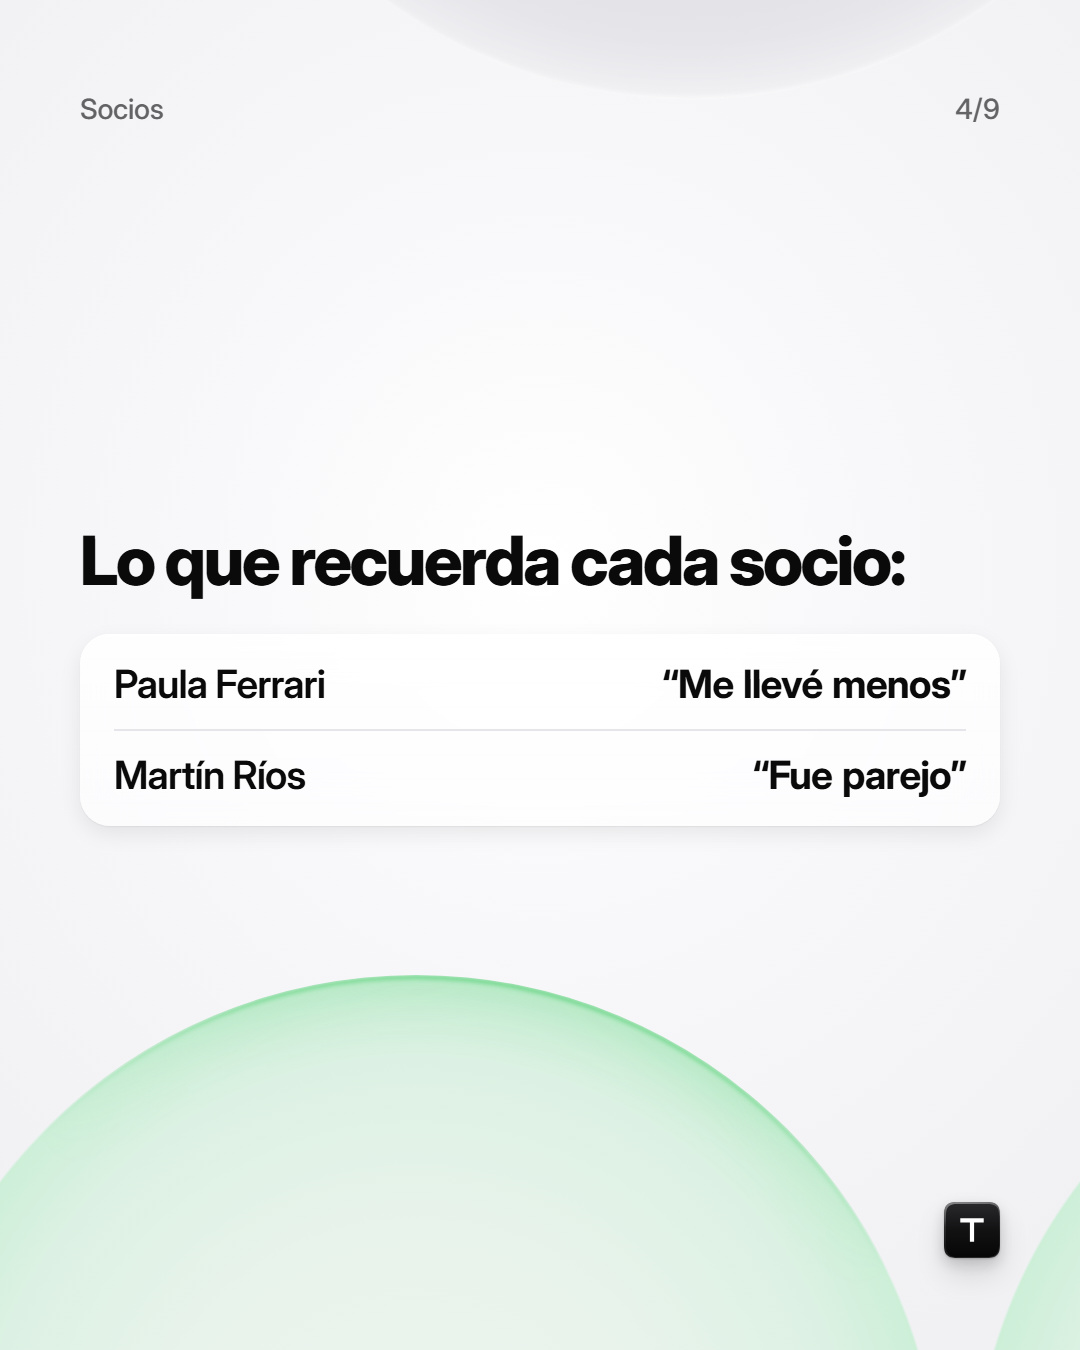 Socios
4/9
Lo que recuerda cada socio:
Paula Ferrari
“Me llevé menos”
Martín Ríos
“Fue parejo”
T